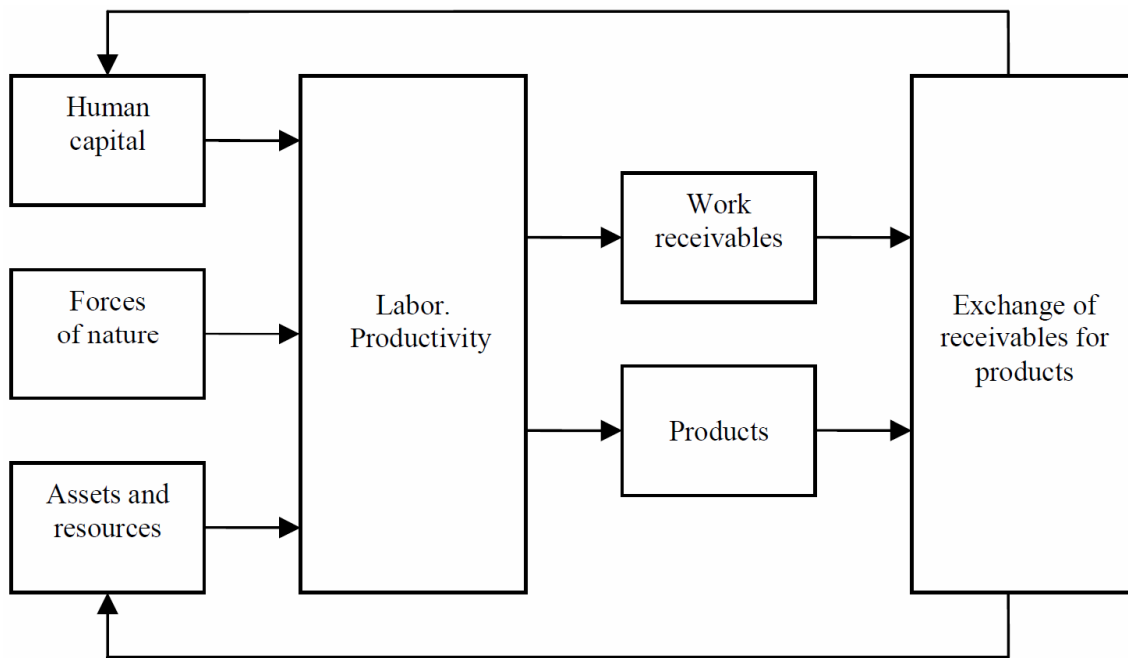 Human
capital
Forces
of nature
Assets and
resources
Labor.
Productivity
Work
receivables
Products
Exchange of
receivables for
products